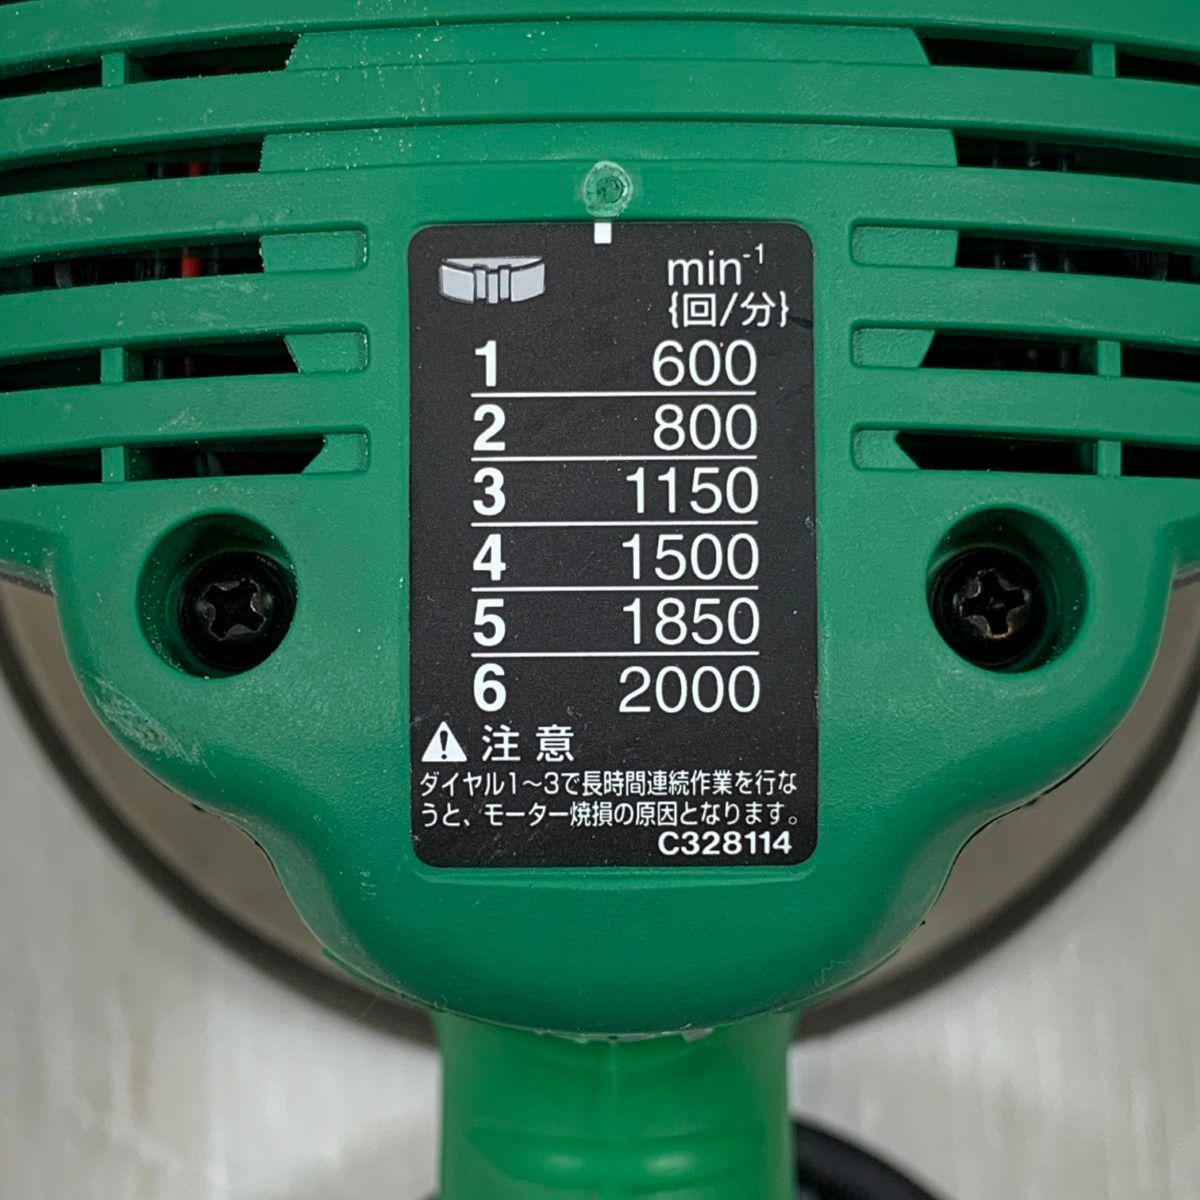 min⁻¹
{回/分}
1 600
2 800
3 1150
4 1500
5 1850
6 2000
注意
ダイヤル1～3で長時間連続作業を行な
うと、モーター焼損の原因となります。
C328114